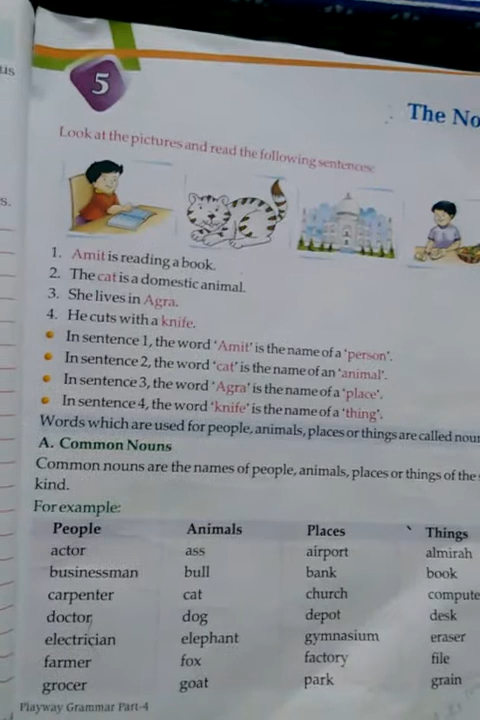 tis
s.
5
The No
Look at the pictures and read the following sentences:
1. Amit is reading a book.
2. The cat is a domestic animal.
3. She lives in Agra.
4. He cuts with a knife.
• In sentence 1, the word 'Amit' is the name of a 'person'.
• In sentence 2, the word 'cat' is the name of an 'animal'.
• In sentence 3, the word 'Agra' is the name of a 'place'.
• In sentence 4, the word 'knife' is the name of a 'thing'.
Words which are used for people, animals, places or things are called nour
A. Common Nouns
Common nouns are the names of people, animals, places or things of the
kind.
For example:
People Animals Places Things
actor ass airport almirah
businessman bull bank book
carpenter cat church compute
doctor dog depot desk
electrician elephant gymnasium eraser
farmer fox factory file
grocer goat park grain
Playway Grammar Part-4